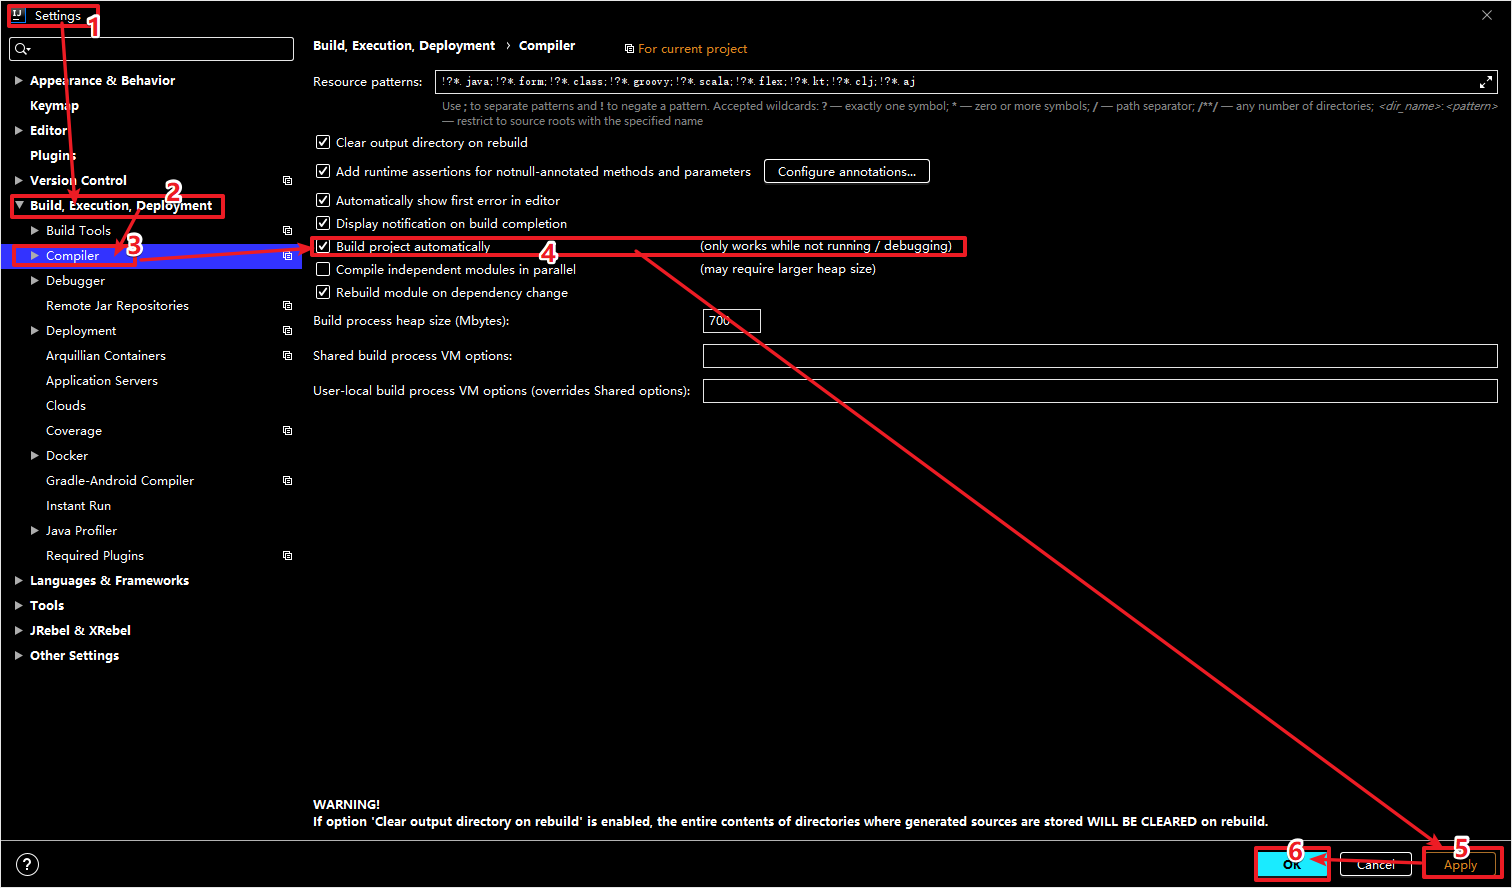 IJ Settings
1
Build, Execution, Deployment › Compiler For current project
Resource patterns: !?*.java;!?*.form;!?*.class;!?*.groovy;!?*.scala;!?*.flex;!?*.kt;!?*.clj;!?*.aj
Use ; to separate patterns and ! to negate a pattern. Accepted wildcards: ? — exactly one symbol; * — zero or more symbols; / — path separator; /**/ — any number of directories; <dir_name>:<pattern>
— restrict to source roots with the specified name
Appearance & Behavior
Keymap
Editor
Plugins
Version Control
2
Build, Execution, Deployment
Build Tools
3
Compiler
Debugger
Remote Jar Repositories
Deployment
Arquillian Containers
Application Servers
Clouds
Coverage
Docker
Gradle-Android Compiler
Instant Run
Java Profiler
Required Plugins
Languages & Frameworks
Tools
JRebel & XRebel
Other Settings
Clear output directory on rebuild
Add runtime assertions for notnull-annotated methods and parameters Configure annotations...
Automatically show first error in editor
Display notification on build completion
Build project automatically (only works while not running / debugging)
4
Compile independent modules in parallel (may require larger heap size)
Rebuild module on dependency change
Build process heap size (Mbytes): 700
Shared build process VM options:
User-local build process VM options (overrides Shared options):
WARNING!
If option 'Clear output directory on rebuild' is enabled, the entire contents of directories where generated sources are stored WILL BE CLEARED on rebuild.
6 5
? OK Cancel Apply